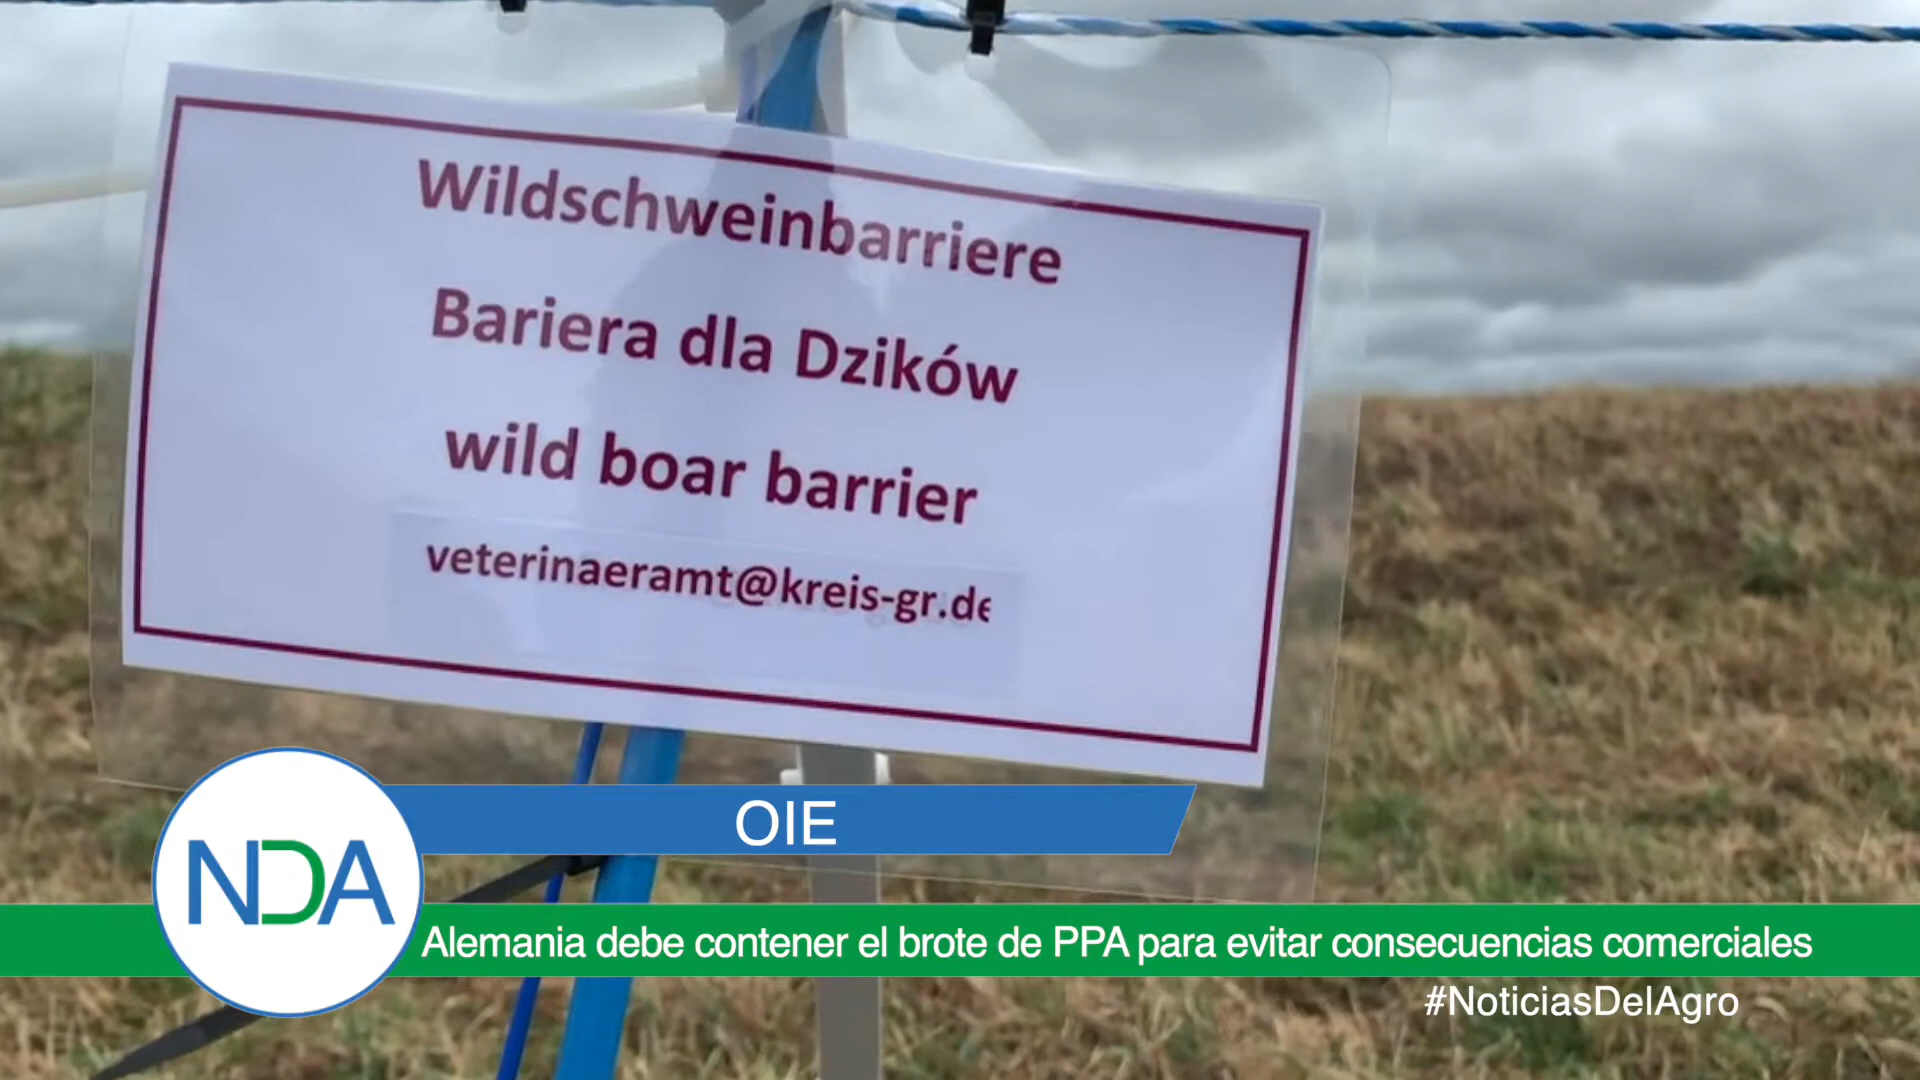 Wildschweinbarriere
Bariera dla Dzików
wild boar barrier
veterinaeramt@kreis-gr.de
OIE
NDA
Alemania debe contener el brote de PPA para evitar consecuencias comerciales
#NoticiasDelAgro